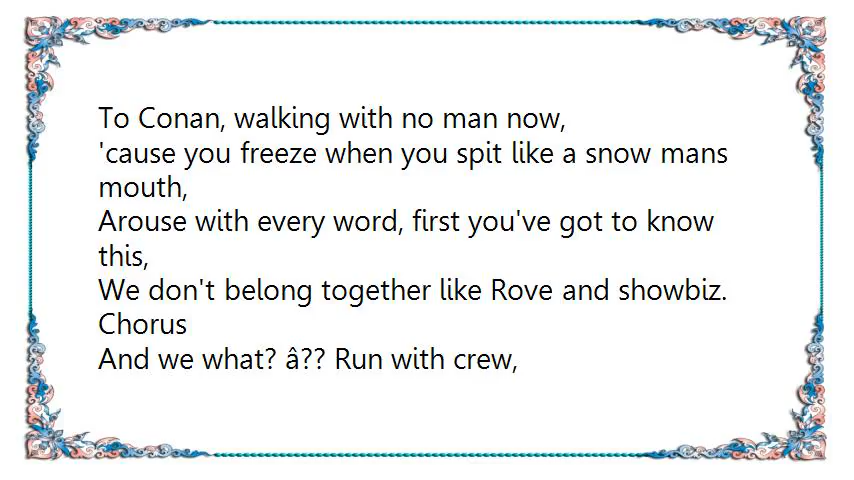 To Conan, walking with no man now,
'cause you freeze when you spit like a snow mans
mouth,
Arouse with every word, first you've got to know
this,
We don't belong together like Rove and showbiz.
Chorus
And we what? â?? Run with crew,